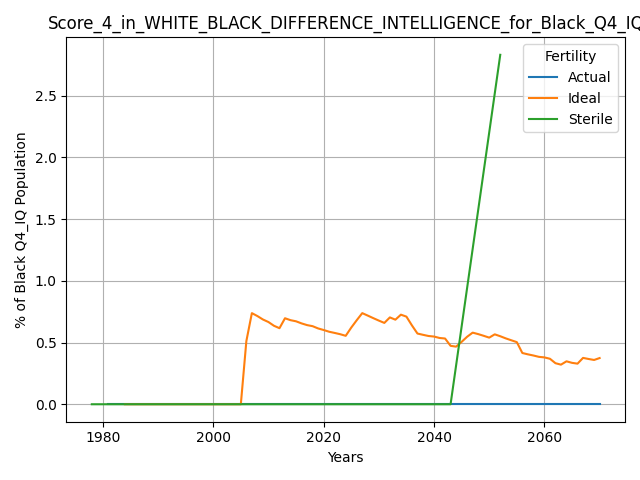 Score_4_in_WHITE_BLACK_DIFFERENCE_INTELLIGENCE_for_Black_Q4_IQ
Fertility
Actual
Ideal
Sterile
% of Black Q4_IQ Population
2.5
2.0
1.5
1.0
0.5
0.0
1980 2000 2020 2040 2060
Years